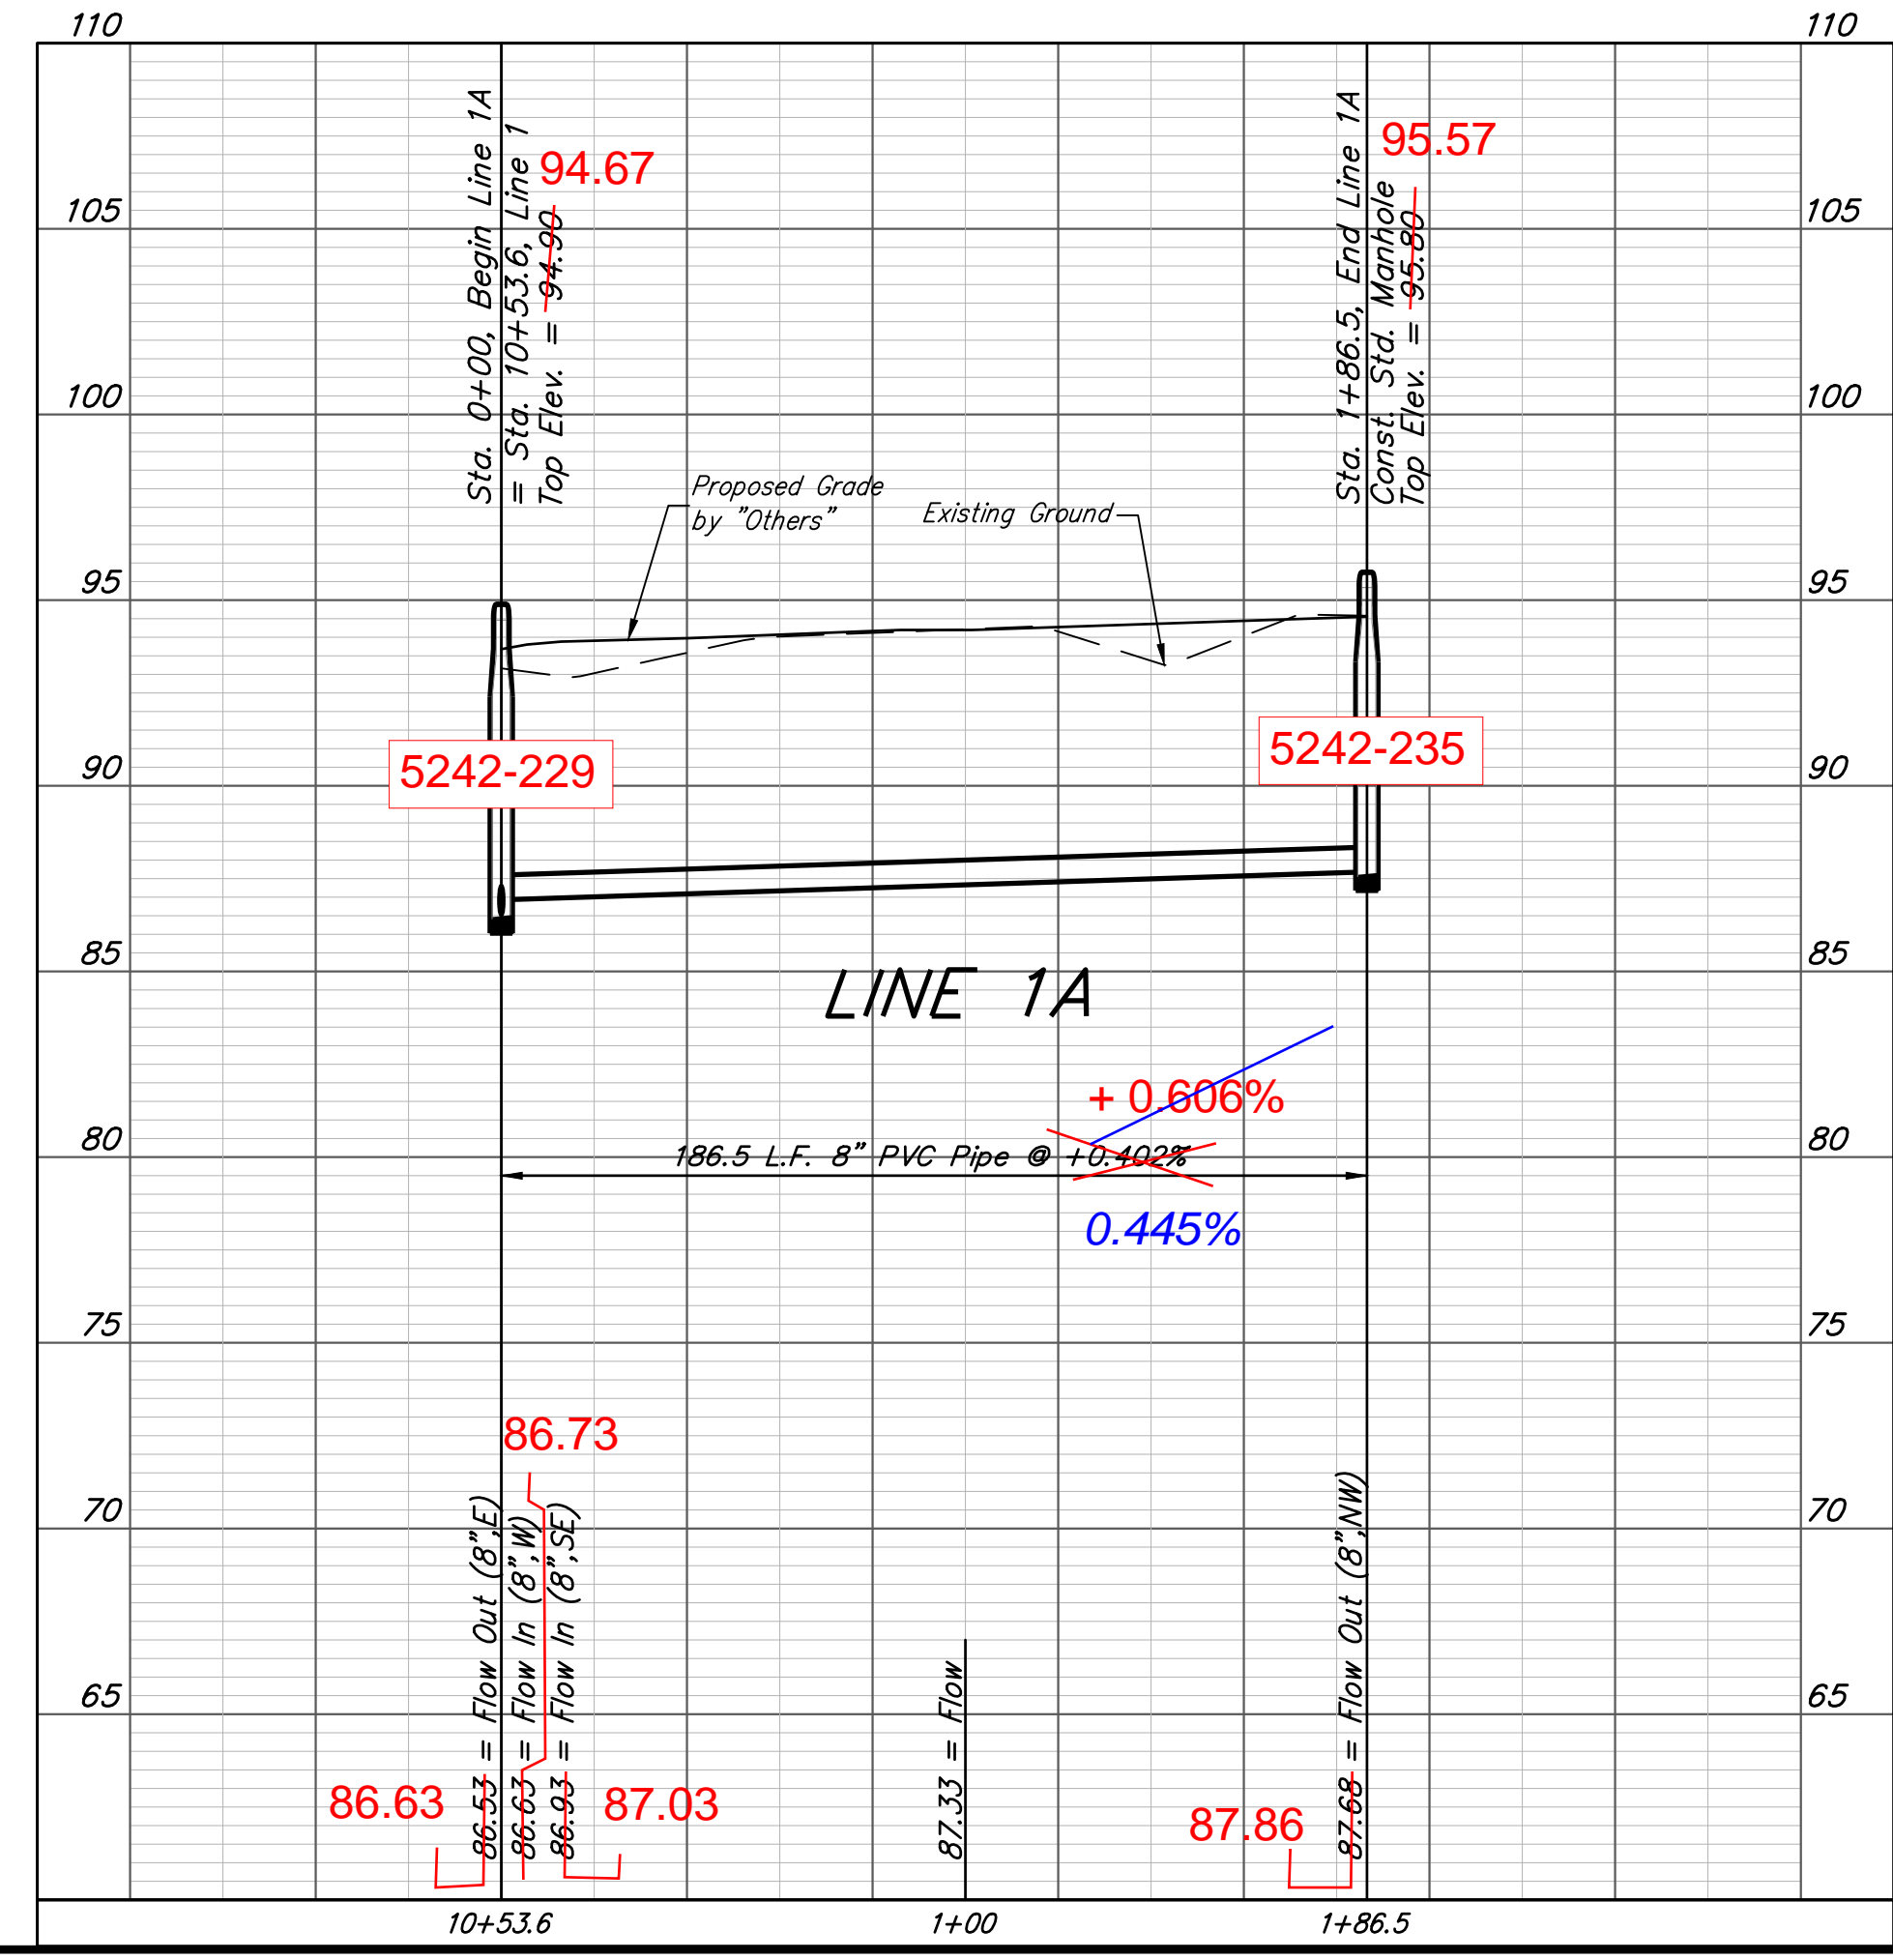 110
110
Sta. 0+00, Begin Line 1A
= Sta. 10+53.6, Line 1
Top Elev. = 94.90
94.67
Sta. 1+86.5, End Line 1A
Const. Std. Manhole
Top Elev. = 95.80
95.57
105
105
100
100
Proposed Grade
by "Others"
Existing Ground
95
95
5242-229
5242-235
90
90
85
85
LINE 1A
+ 0.606%
80
80
186.5 L.F. 8" PVC Pipe @ +0.402%
0.445%
75
75
86.73
70
70
86.53 = Flow Out (8",E)
86.63 = Flow In (8",W)
86.93 = Flow In (8",SE)
87.33 = Flow
87.68 = Flow Out (8",NW)
65
65
86.63
87.03
87.86
10+53.6
1+00
1+86.5